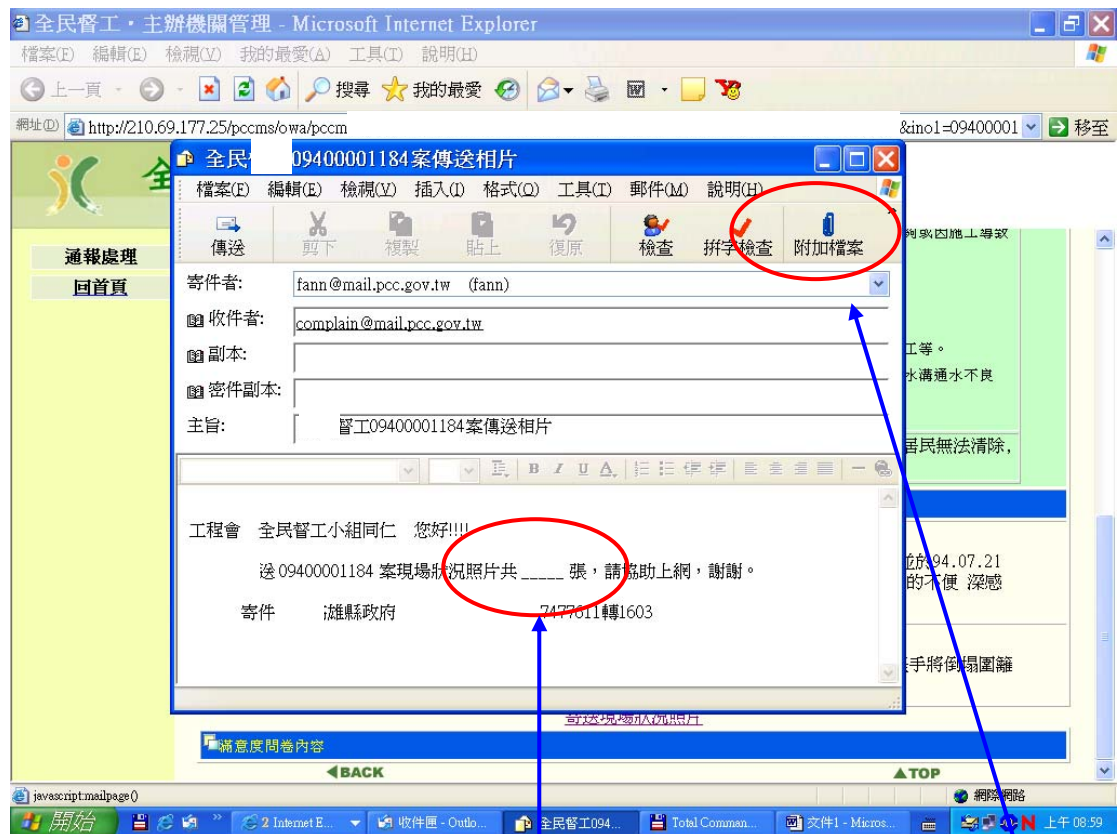 全民督工‧主辦機關管理 - Microsoft Internet Explorer
檔案(F) 編輯(E) 檢視(V) 我的最愛(A) 工具(T) 說明(H)
上一頁 搜尋 我的最愛
網址(D) http://210.69.177.25/pccms/owa/pccm &ino1=09400001 移至
全
通報處理
回首頁
全民 09400001184案傳送相片
檔案(F) 編輯(E) 檢視(V) 插入(I) 格式(O) 工具(T) 郵件(M) 說明(H)
傳送 剪下 複製 貼上 復原 檢查 拼字檢查 附加檔案
寄件者: fann@mail.pcc.gov.tw (fann)
收件者: complain@mail.pcc.gov.tw
副本:
密件副本:
主旨: 督工09400001184案傳送相片
B I U A
工程會 全民督工小組同仁 您好!!!!
送 09400001184 案現場狀況照片共 _____ 張，請協助上網，謝謝。
寄件 雄縣政府 7477611轉1603
或因施工導致
工等。
水溝通水不良
居民無法清除,
於94.07.21
的不便 深感
手將倒塌圍籬
寄送現場狀況照片
滿意度問卷內容
BACK TOP
javascript:mailpage() 網際網路
開始 2 Internet E... 收件匣 - Outlo... 全民督工094... Total Comman... 文件1 - Micros... 上午 08:59